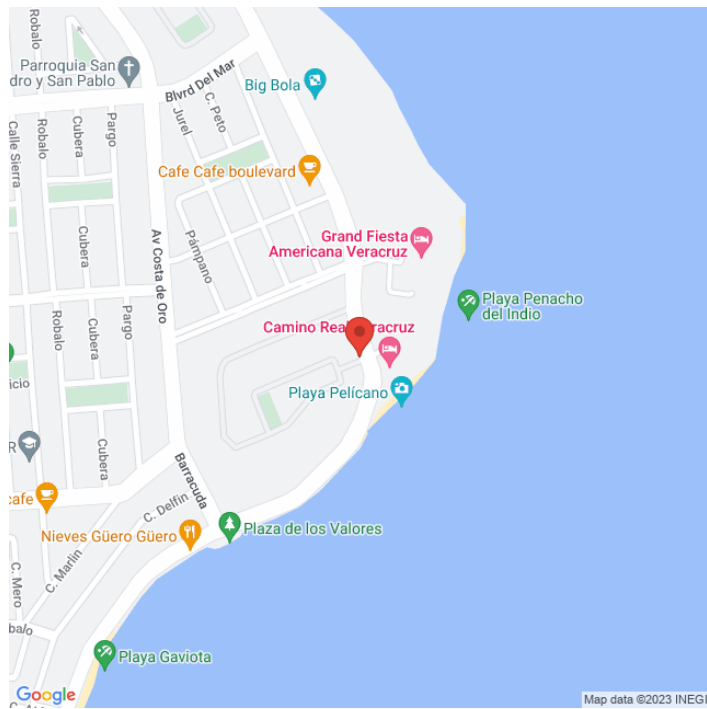 Robalo
Parroquia San
dro y San Pablo
Blvrd Del Mar
Big Bola
C. Peto
Jurel
Calle Sierra
Robalo
Cubera
Pargo
Cafe Cafe boulevard
Av Costa de Oro
Pámpano
Cubera
Grand Fiesta
Americana Veracruz
Playa Penacho
del Indio
Robalo
Cubera
Pargo
Camino Real Veracruz
Playa Pelícano
icio
R
Cubera
Barracuda
cafe
C. Delfin
Nieves Güero Güero
Plaza de los Valores
C. Marlin
C. Mero
balo
Playa Gaviota
Google
Map data ©2023 INEGI